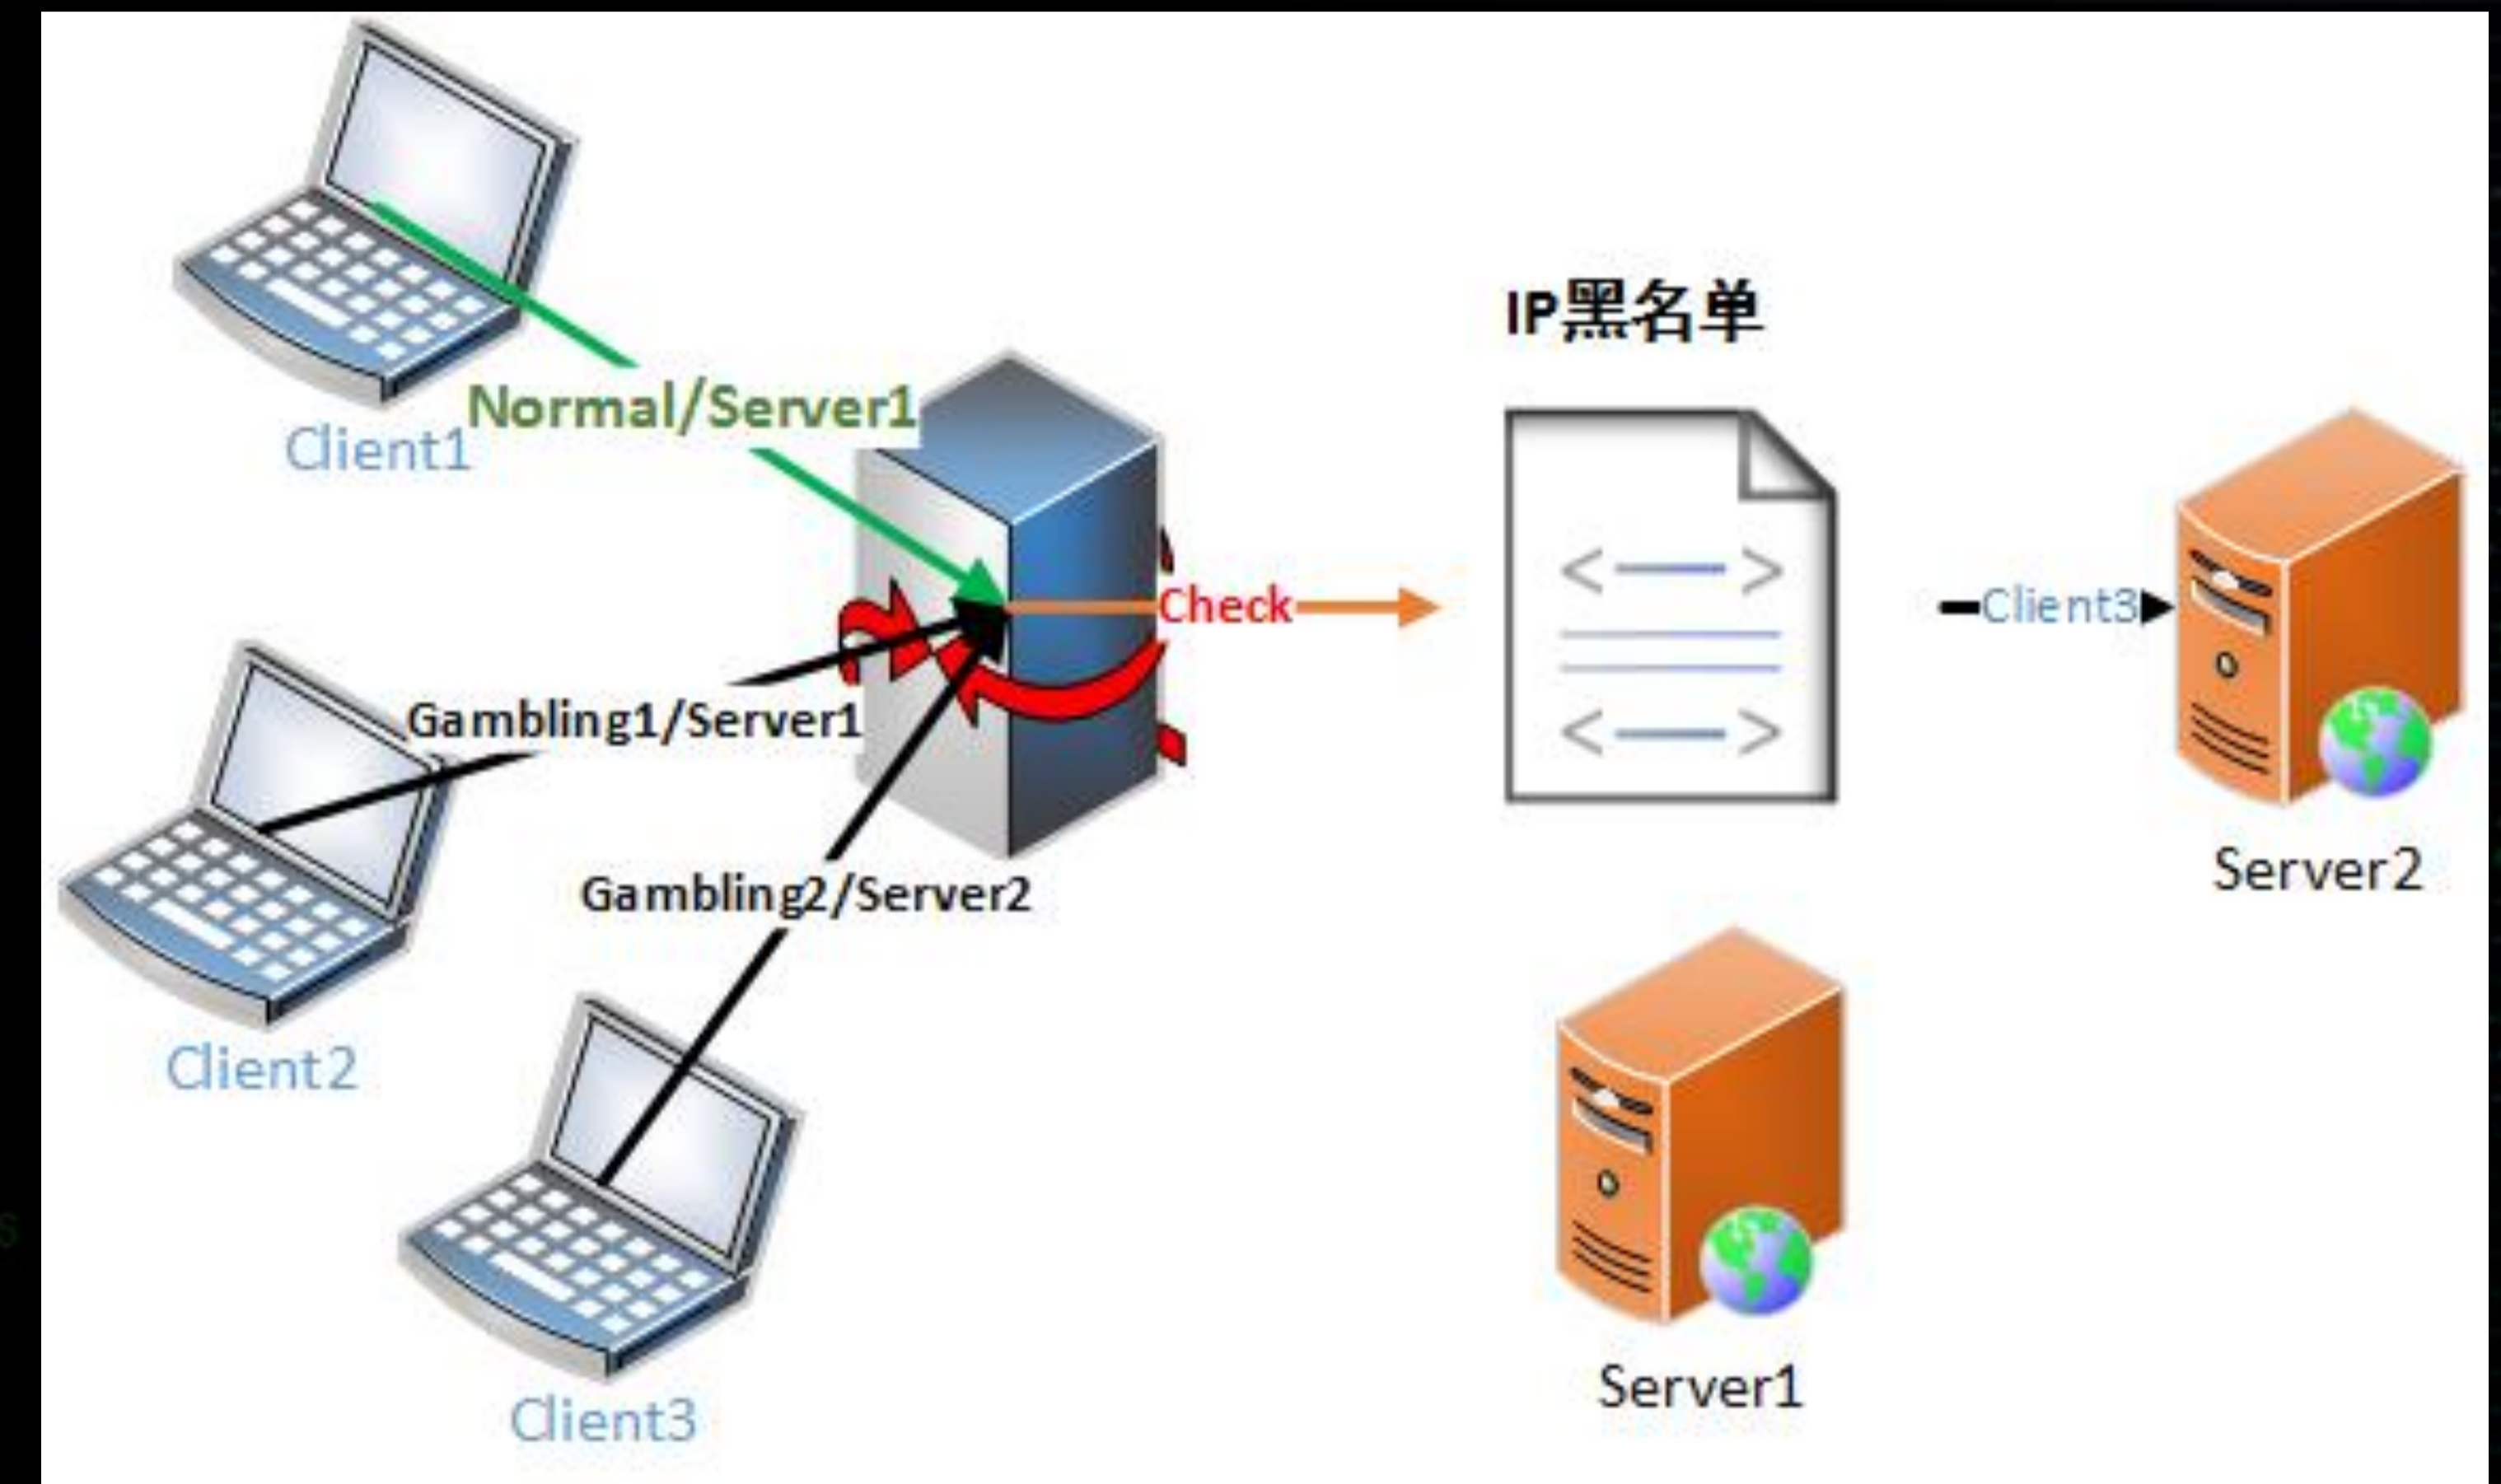 IP黑名单
Normal/Server1
Client1
Check
Client3
Gambling1/Server1
Server2
Gambling2/Server2
Client2
Server1
Client3